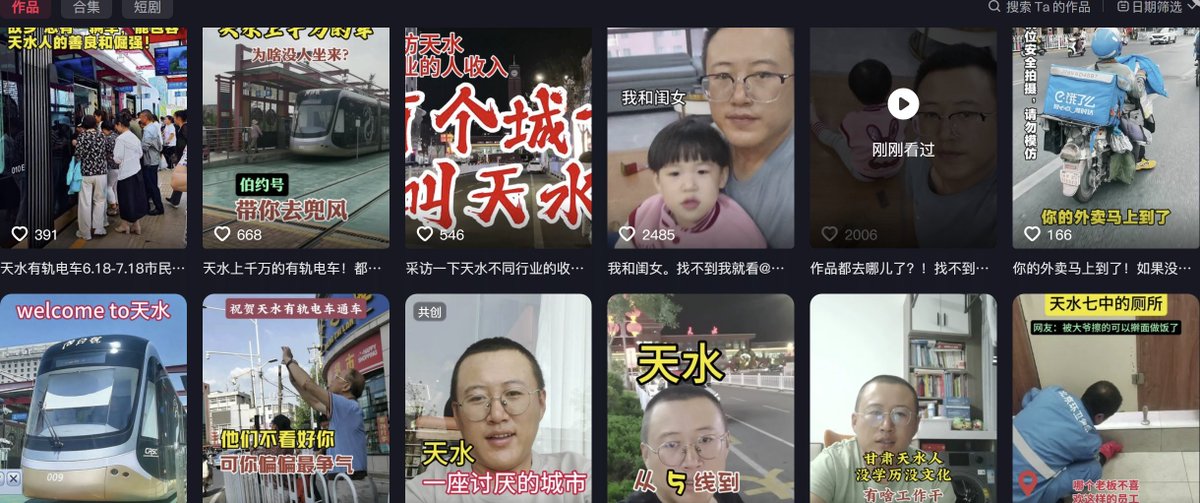 作品
合集
短剧
搜索 Ta 的作品
日期筛选
天水人的善良和倔强!
391
天水有轨电车6.18-7.18市民…
为啥没人坐来?
伯约号
带你去兜风
668
天水上千万的有轨电车!都…
访天水
业的人收入
有个城
叫天水
546
采访一下天水不同行业的收…
我和闺女
2485
我和闺女。找不到我就看@…
刚刚看过
2006
作品都去哪儿了?!找不到…
位安全拍摄,请勿模仿
饿了么
你的外卖马上到了
166
你的外卖马上到了!如果没…
welcome to天水
009
祝贺天水有轨电车通车
SHOPPING
他们不看好你
可你偏偏最争气
共创
天水
一座讨厌的城市
天水
从 5 线到
甘肃天水人
没学历没文化
有啥工作干
天水七中的厕所
网友:被大爷擦的可以擀面做饭了
哪个老板不喜
欢这样的员工